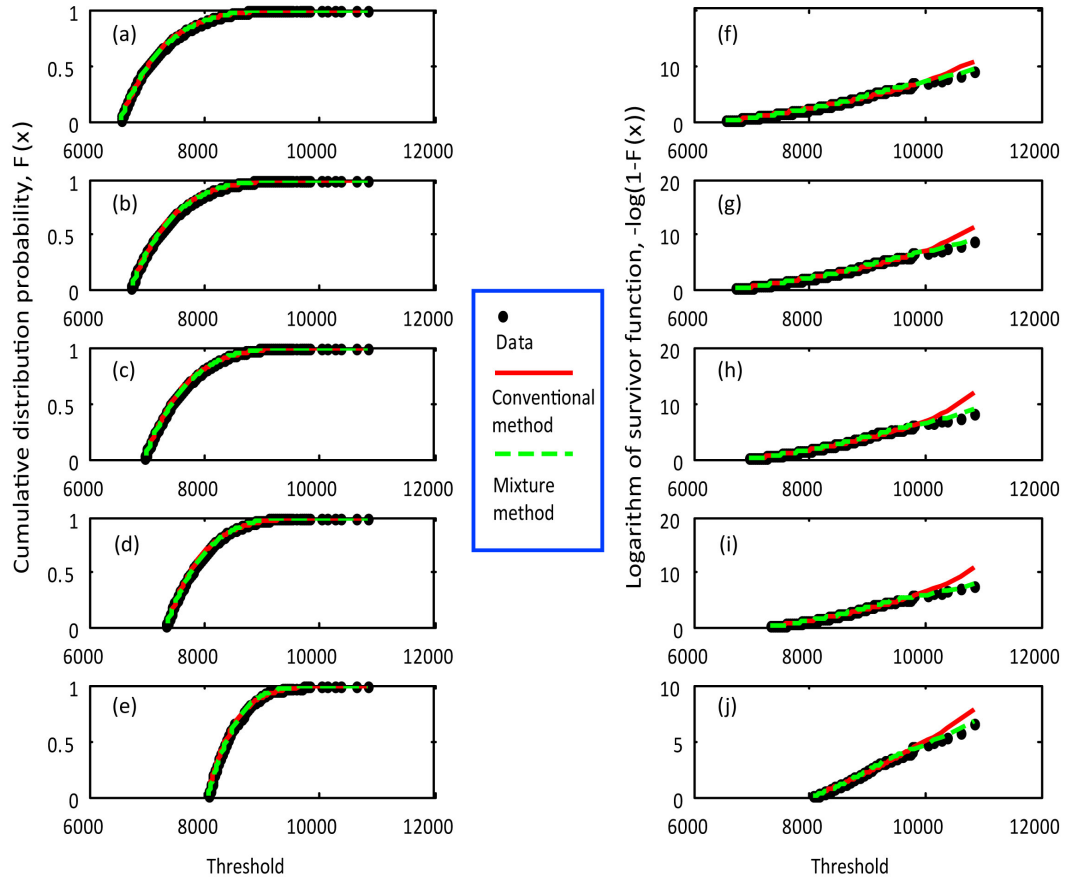 Cumulative distribution probability, F (x)
(a)
1
0.5
0
6000 8000 10000 12000
(b)
1
0.5
0
6000 8000 10000 12000
(c)
1
0.5
0
6000 8000 10000 12000
(d)
1
0.5
0
6000 8000 10000 12000
(e)
1
0.5
0
6000 8000 10000 12000
Threshold
Data
Conventional
method
Mixture
method
Logarithm of survivor function, -log(1-F (x))
(f)
10
0
6000 8000 10000 12000
(g)
20
10
0
6000 8000 10000 12000
(h)
20
10
0
6000 8000 10000 12000
(i)
20
10
0
6000 8000 10000 12000
(j)
10
5
0
6000 8000 10000 12000
Threshold